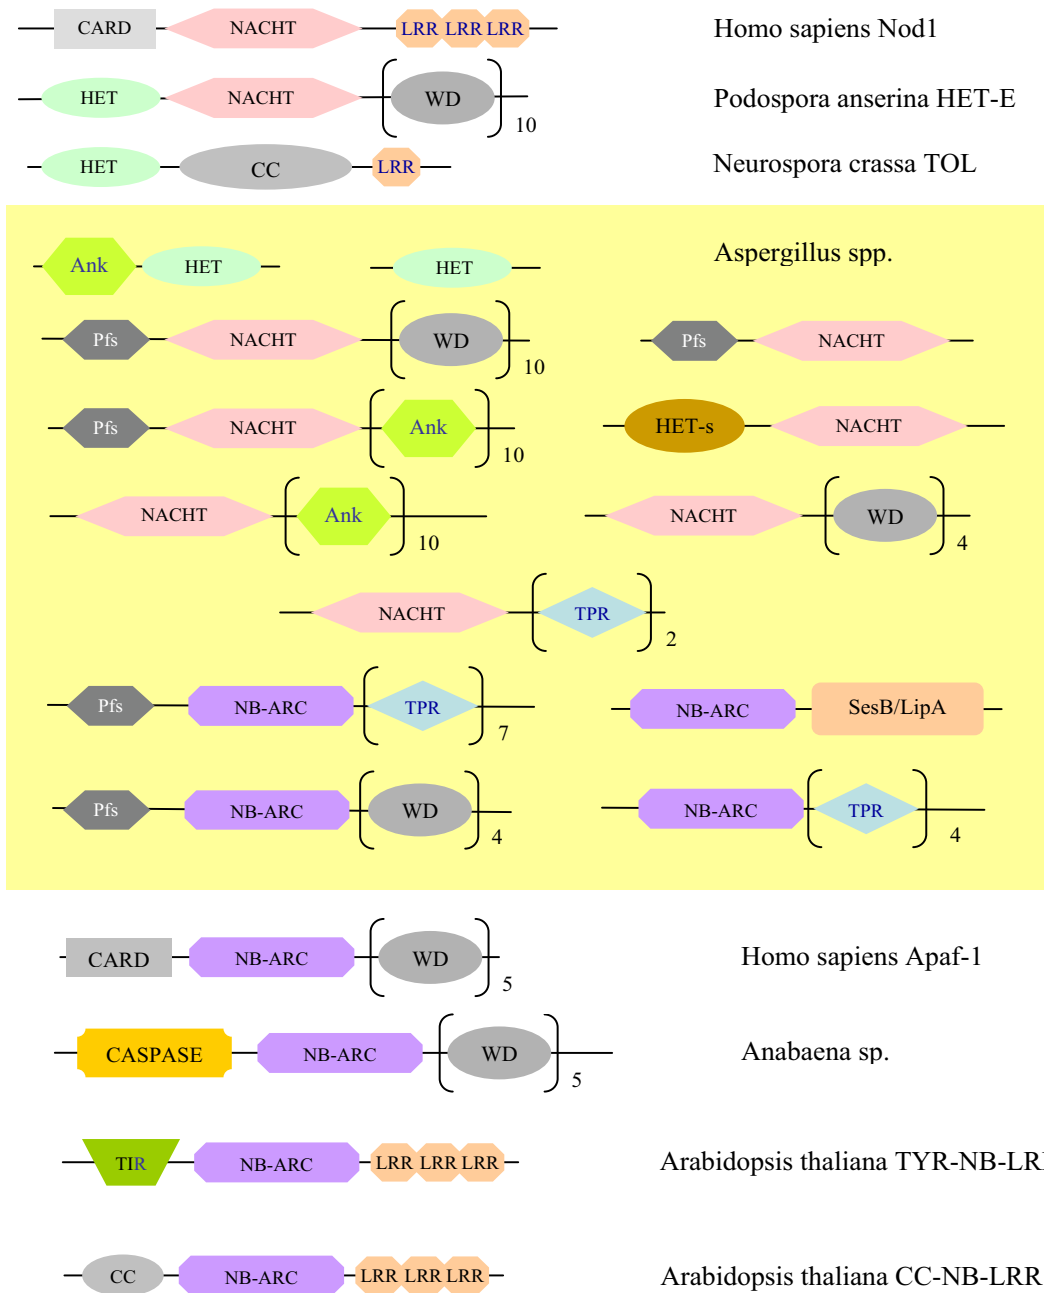 CARD NACHT LRR LRR LRR Homo sapiens Nod1
HET NACHT WD 10 Podospora anserina HET-E
HET CC LRR Neurospora crassa TOL
Ank HET HET Aspergillus spp.
Pfs NACHT WD 10 Pfs NACHT
Pfs NACHT Ank 10 HET-s NACHT
NACHT Ank 10 NACHT WD 4
NACHT TPR 2
Pfs NB-ARC TPR 7 NB-ARC SesB/LipA
Pfs NB-ARC WD 4 NB-ARC TPR 4
CARD NB-ARC WD 5 Homo sapiens Apaf-1
CASPASE NB-ARC WD 5 Anabaena sp.
TIR NB-ARC LRR LRR LRR Arabidopsis thaliana TYR-NB-LR
CC NB-ARC LRR LRR LRR Arabidopsis thaliana CC-NB-LRR